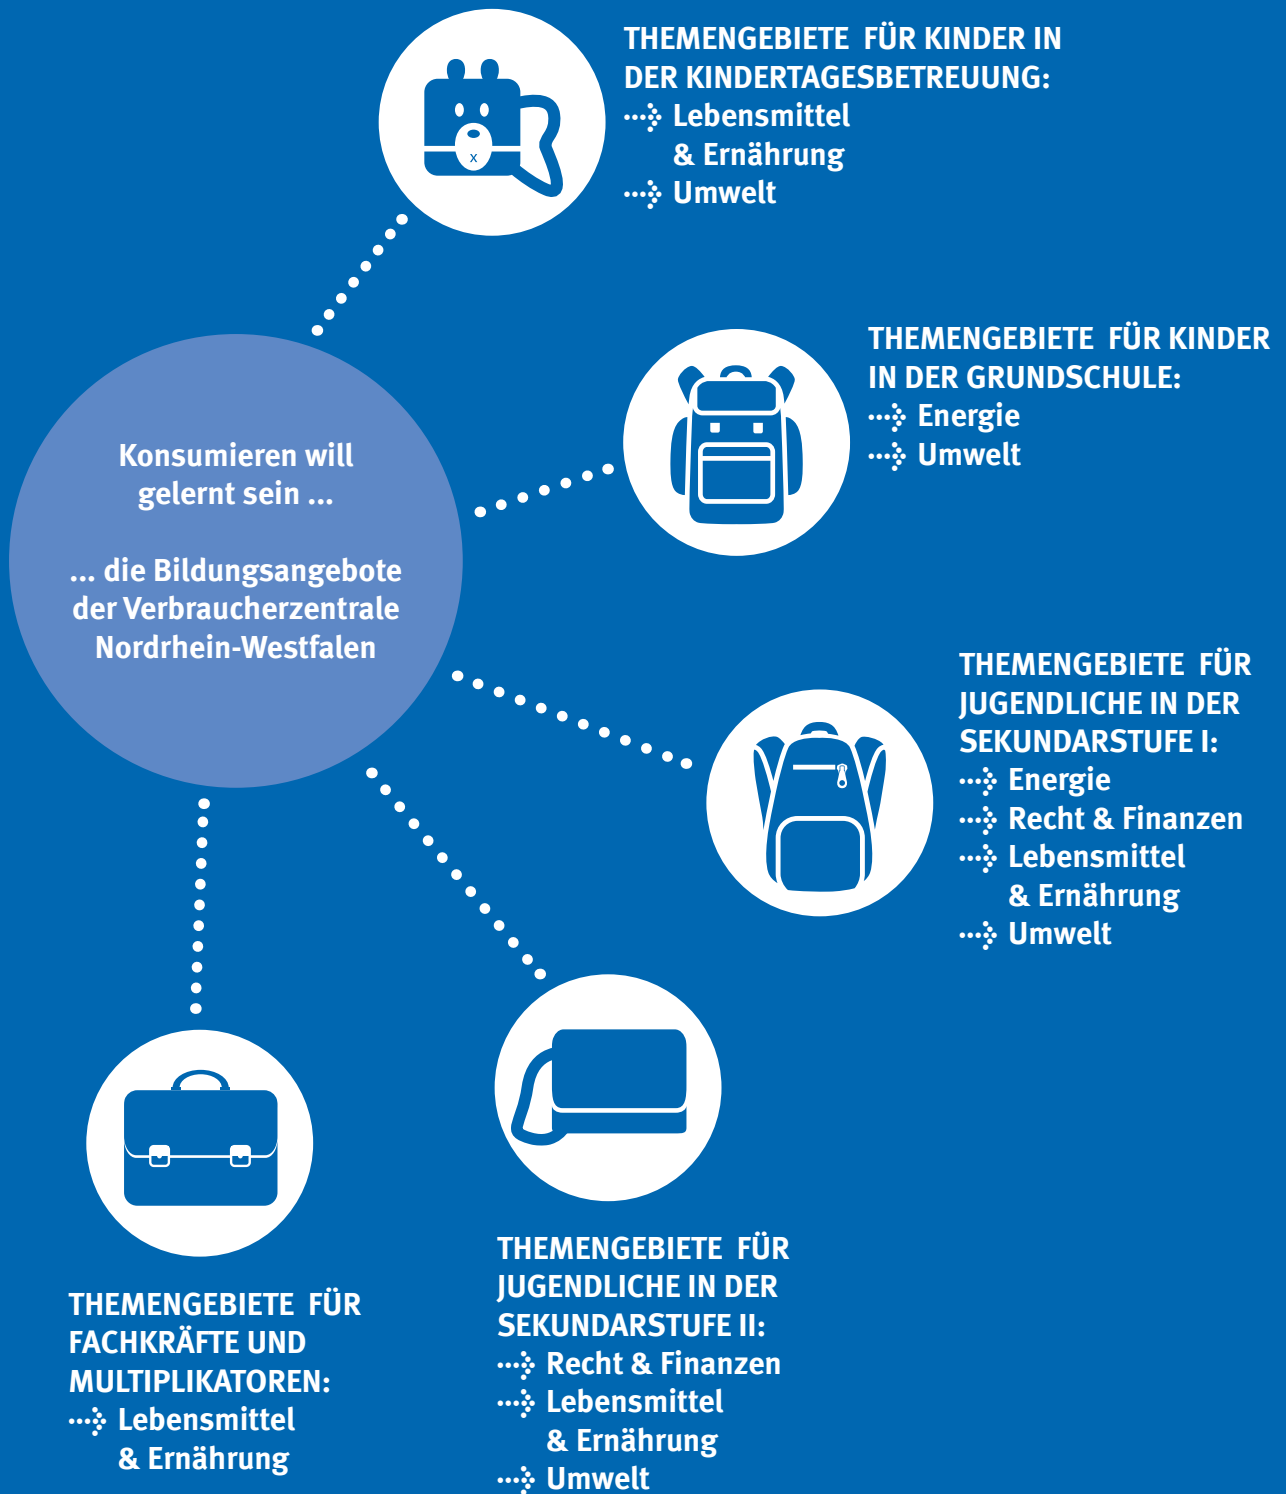 THEMENGEBIETE FÜR KINDER IN
DER KINDERTAGESBETREUUNG:
Lebensmittel
& Ernährung
Umwelt
THEMENGEBIETE FÜR KINDER
IN DER GRUNDSCHULE:
Energie
Umwelt
Konsumieren will
gelernt sein ...
... die Bildungsangebote
der Verbraucherzentrale
Nordrhein-Westfalen
THEMENGEBIETE FÜR
JUGENDLICHE IN DER
SEKUNDARSTUFE I:
Energie
Recht & Finanzen
Lebensmittel
& Ernährung
Umwelt
THEMENGEBIETE FÜR
JUGENDLICHE IN DER
SEKUNDARSTUFE II:
Recht & Finanzen
Lebensmittel
& Ernährung
Umwelt
THEMENGEBIETE FÜR
FACHKRÄFTE UND
MULTIPLIKATOREN:
Lebensmittel
& Ernährung